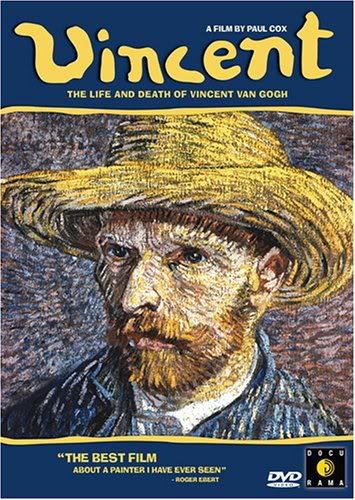 A FILM BY PAUL COX
Vincent
THE LIFE AND DEATH OF VINCENT VAN GOGH
"THE BEST FILM
ABOUT A PAINTER I HAVE EVER SEEN"
- ROGER EBERT
DVD
VIDEO
DOCU
RAMA